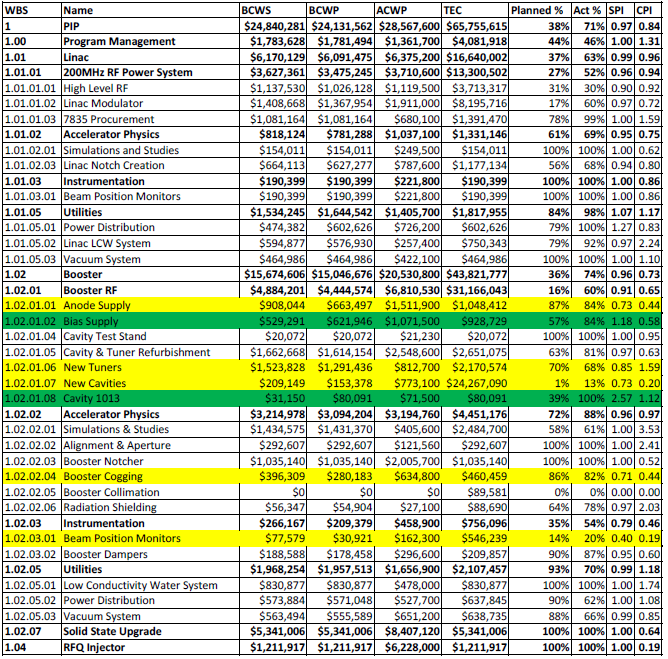 WBS Name BCWS BCWP ACWP TEC Planned % Act % SPI CPI
1 PIP $24,840,281 $24,131,562 $28,567,600 $65,755,615 38% 71% 0.97 0.84
1.00 Program Management $1,783,628 $1,781,494 $1,361,700 $4,081,918 44% 46% 1.00 1.31
1.01 Linac $6,170,129 $6,091,475 $6,375,200 $16,640,002 37% 63% 0.99 0.96
1.01.01 200MHz RF Power System $3,627,361 $3,475,245 $3,710,600 $13,300,502 27% 52% 0.96 0.94
1.01.01.01 High Level RF $1,137,530 $1,026,128 $1,119,500 $3,713,317 31% 30% 0.90 0.92
1.01.01.02 Linac Modulator $1,408,668 $1,367,954 $1,911,000 $8,195,716 17% 60% 0.97 0.72
1.01.01.03 7835 Procurement $1,081,164 $1,081,164 $680,100 $1,391,470 78% 99% 1.00 1.59
1.01.02 Accelerator Physics $818,124 $781,288 $1,037,100 $1,331,146 61% 69% 0.95 0.75
1.01.02.01 Simulations and Studies $154,011 $154,011 $249,500 $154,011 100% 100% 1.00 0.62
1.01.02.03 Linac Notch Creation $664,113 $627,277 $787,600 $1,177,134 56% 68% 0.94 0.80
1.01.03 Instrumentation $190,399 $190,399 $221,800 $190,399 100% 100% 1.00 0.86
1.01.03.01 Beam Position Monitors $190,399 $190,399 $221,800 $190,399 100% 100% 1.00 0.86
1.01.05 Utilities $1,534,245 $1,644,542 $1,405,700 $1,817,955 84% 98% 1.07 1.17
1.01.05.01 Power Distribution $474,382 $602,626 $726,200 $602,626 79% 100% 1.27 0.83
1.01.05.02 Linac LCW System $594,877 $576,930 $257,400 $750,343 79% 92% 0.97 2.24
1.01.05.03 Vacuum System $464,986 $464,986 $422,100 $464,986 100% 100% 1.00 1.10
1.02 Booster $15,674,606 $15,046,676 $20,530,800 $43,821,777 36% 74% 0.96 0.73
1.02.01 Booster RF $4,884,201 $4,444,574 $6,810,530 $31,166,043 16% 60% 0.91 0.65
1.02.01.01 Anode Supply $908,044 $663,497 $1,511,900 $1,048,412 87% 84% 0.73 0.44
1.02.01.02 Bias Supply $529,291 $621,946 $1,071,500 $928,729 57% 84% 1.18 0.58
1.02.01.04 Cavity Test Stand $20,072 $20,072 $21,230 $20,072 100% 100% 1.00 0.95
1.02.01.05 Cavity & Tuner Refurbishment $1,662,668 $1,614,154 $2,548,600 $2,651,075 63% 81% 0.97 0.63
1.02.01.06 New Tuners $1,523,828 $1,291,436 $812,700 $2,170,574 70% 68% 0.85 1.59
1.02.01.07 New Cavities $209,149 $153,378 $773,100 $24,267,090 1% 13% 0.73 0.20
1.02.01.08 Cavity 1013 $31,150 $80,091 $71,500 $80,091 39% 100% 2.57 1.12
1.02.02 Accelerator Physics $3,214,978 $3,094,204 $3,194,760 $4,451,176 72% 88% 0.96 0.97
1.02.02.01 Simulations & Studies $1,434,575 $1,431,370 $405,600 $2,484,700 58% 61% 1.00 3.53
1.02.02.02 Alignment & Aperture $292,607 $292,607 $121,560 $292,607 100% 100% 1.00 2.41
1.02.02.03 Booster Notcher $1,035,140 $1,035,140 $2,005,700 $1,035,140 100% 100% 1.00 0.52
1.02.02.04 Booster Cogging $396,309 $280,183 $634,800 $460,459 86% 82% 0.71 0.44
1.02.02.05 Booster Collimation $0 $0 $0 $89,581 0% 0% 0.00 0.00
1.02.02.06 Radiation Shielding $56,347 $54,904 $27,100 $88,690 64% 78% 0.97 2.03
1.02.03 Instrumentation $266,167 $209,379 $458,900 $756,096 35% 54% 0.79 0.46
1.02.03.01 Beam Position Monitors $77,579 $30,921 $162,300 $546,239 14% 20% 0.40 0.19
1.02.03.02 Booster Dampers $188,588 $178,458 $296,600 $209,857 90% 87% 0.95 0.60
1.02.05 Utilities $1,968,254 $1,957,513 $1,656,900 $2,107,457 93% 70% 0.99 1.18
1.02.05.01 Low Conductivity Water System $830,877 $830,877 $478,000 $830,877 100% 100% 1.00 1.74
1.02.05.02 Power Distribution $573,884 $571,048 $527,700 $637,845 90% 62% 1.00 1.08
1.02.05.03 Vacuum System $563,494 $555,589 $651,200 $638,735 88% 66% 0.99 0.85
1.02.07 Solid State Upgrade $5,341,006 $5,341,006 $8,407,120 $5,341,006 100% 100% 1.00 0.64
1.04 RFQ Injector $1,211,917 $1,211,917 $6,228,000 $1,211,917 100% 100% 1.00 0.19